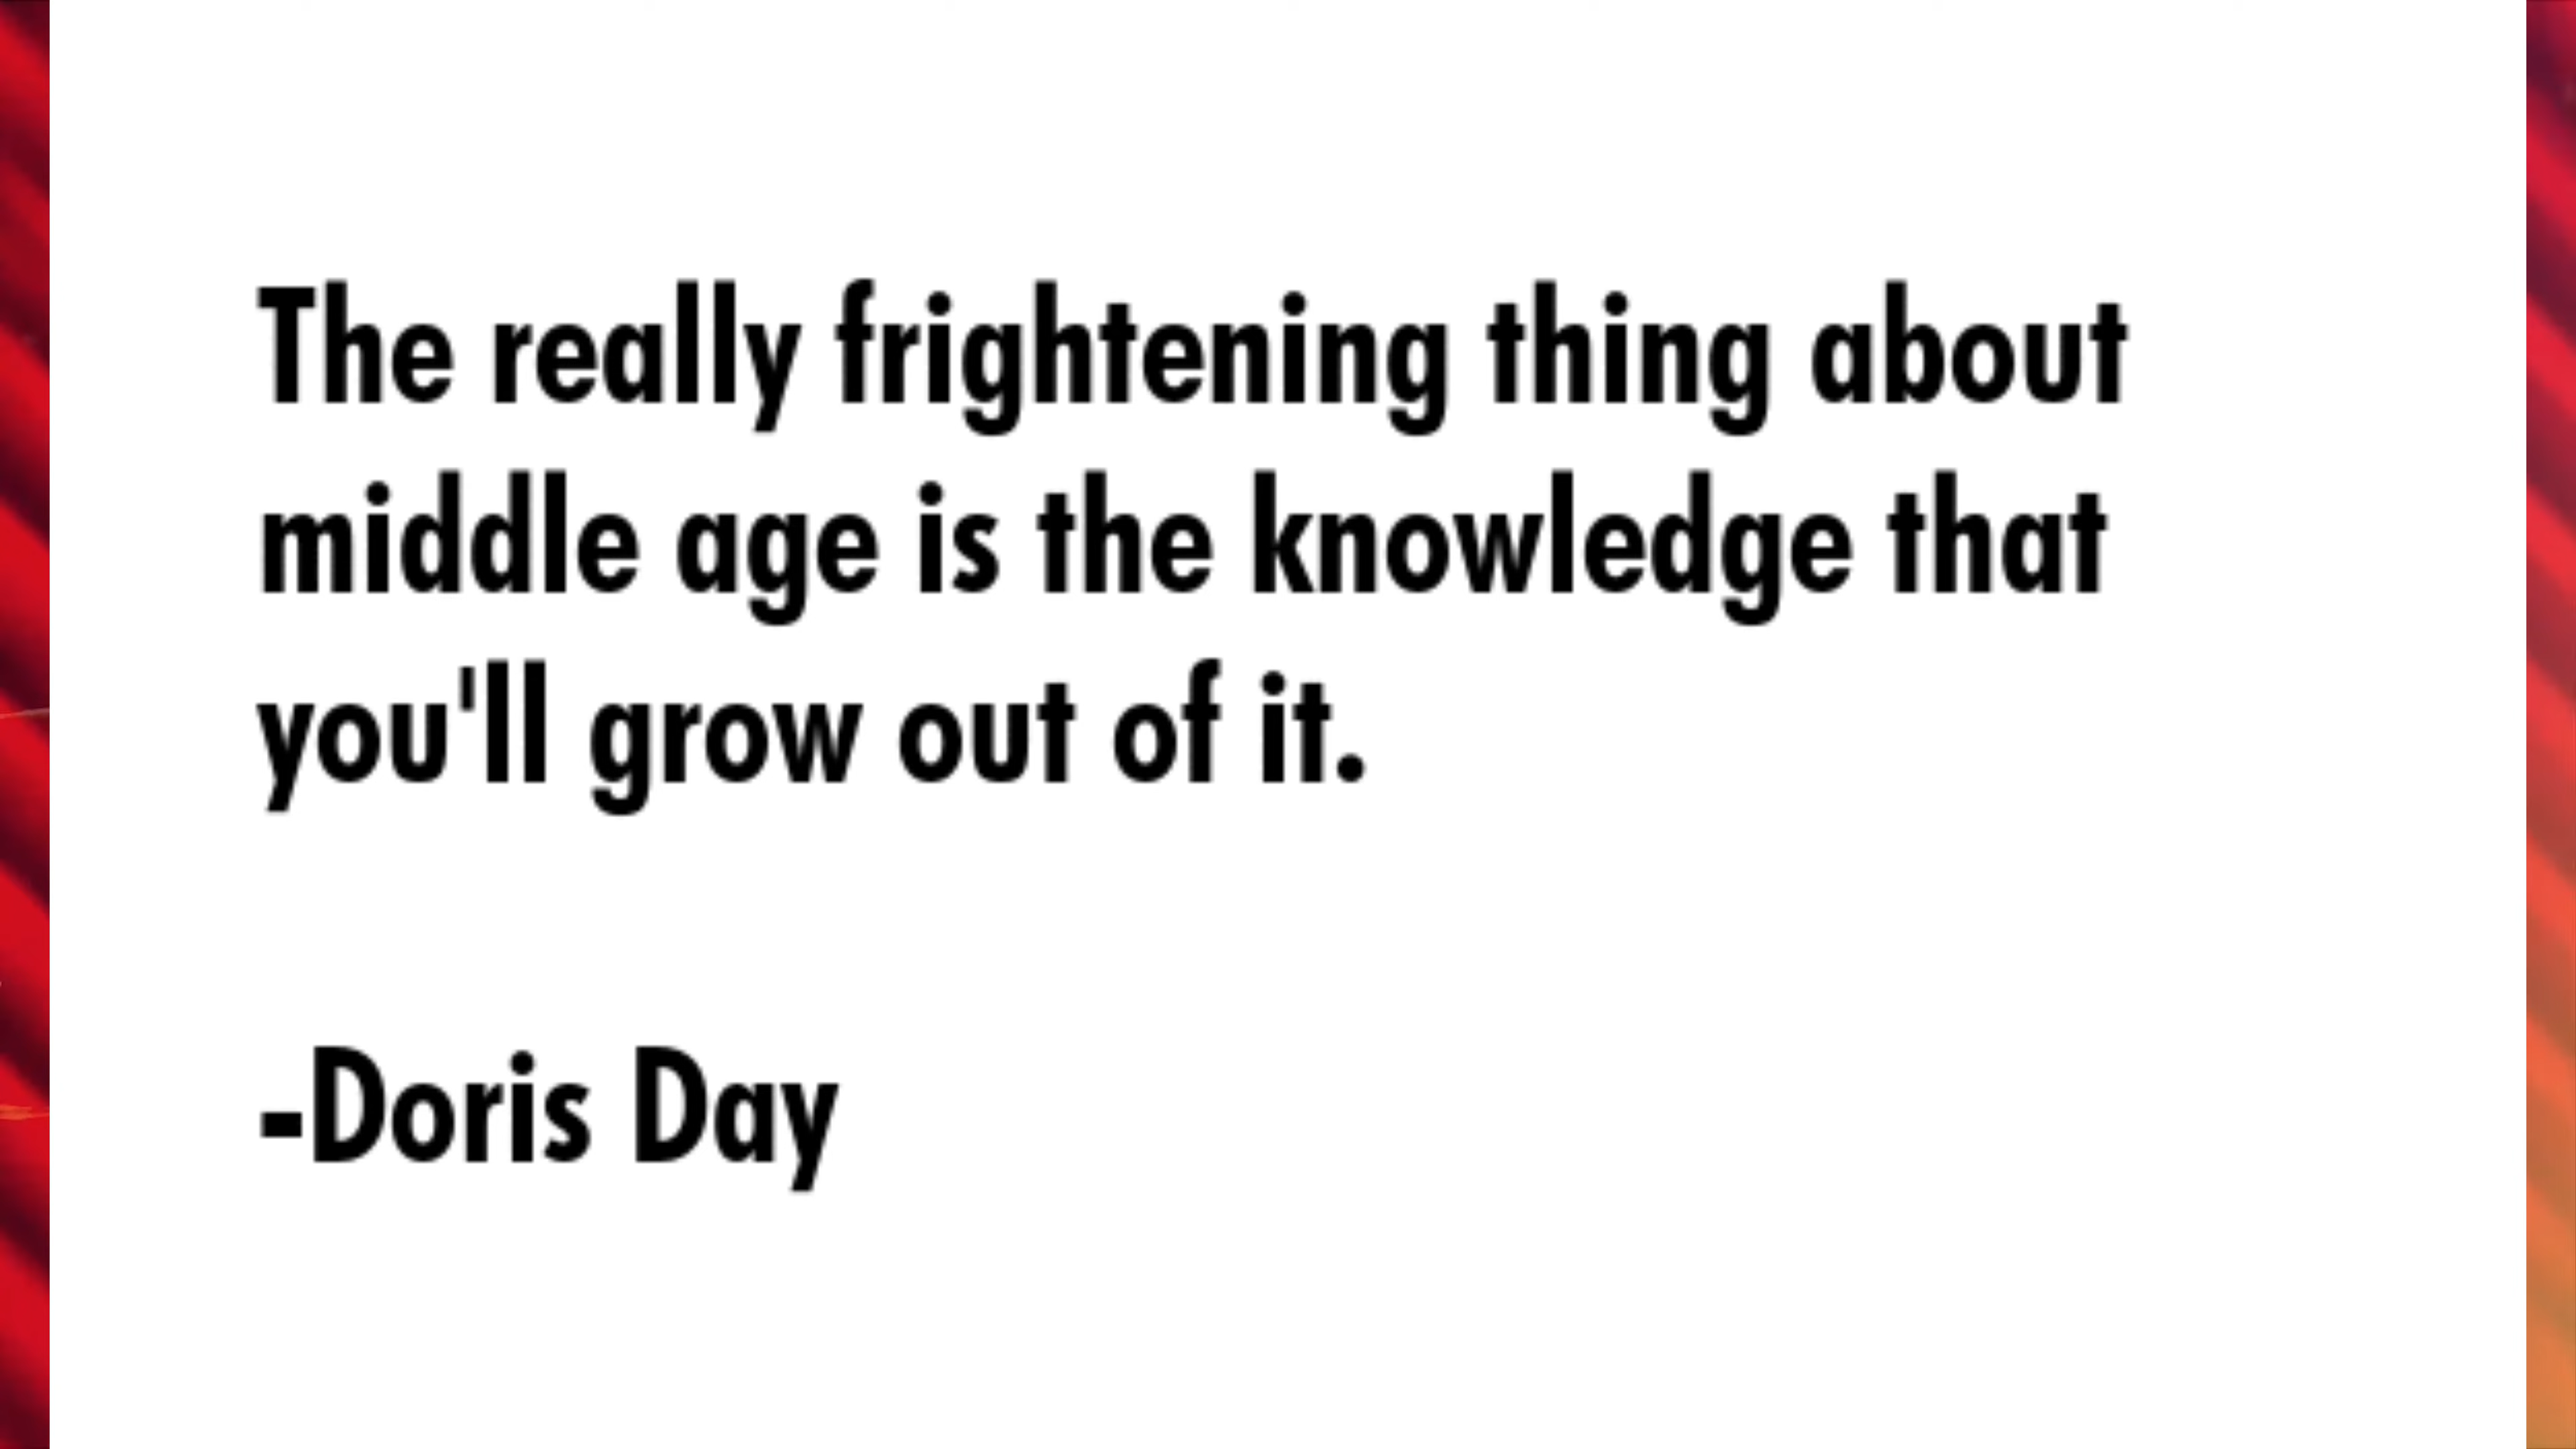 The really frightening thing about
middle age is the knowledge that
you'll grow out of it.
-Doris Day